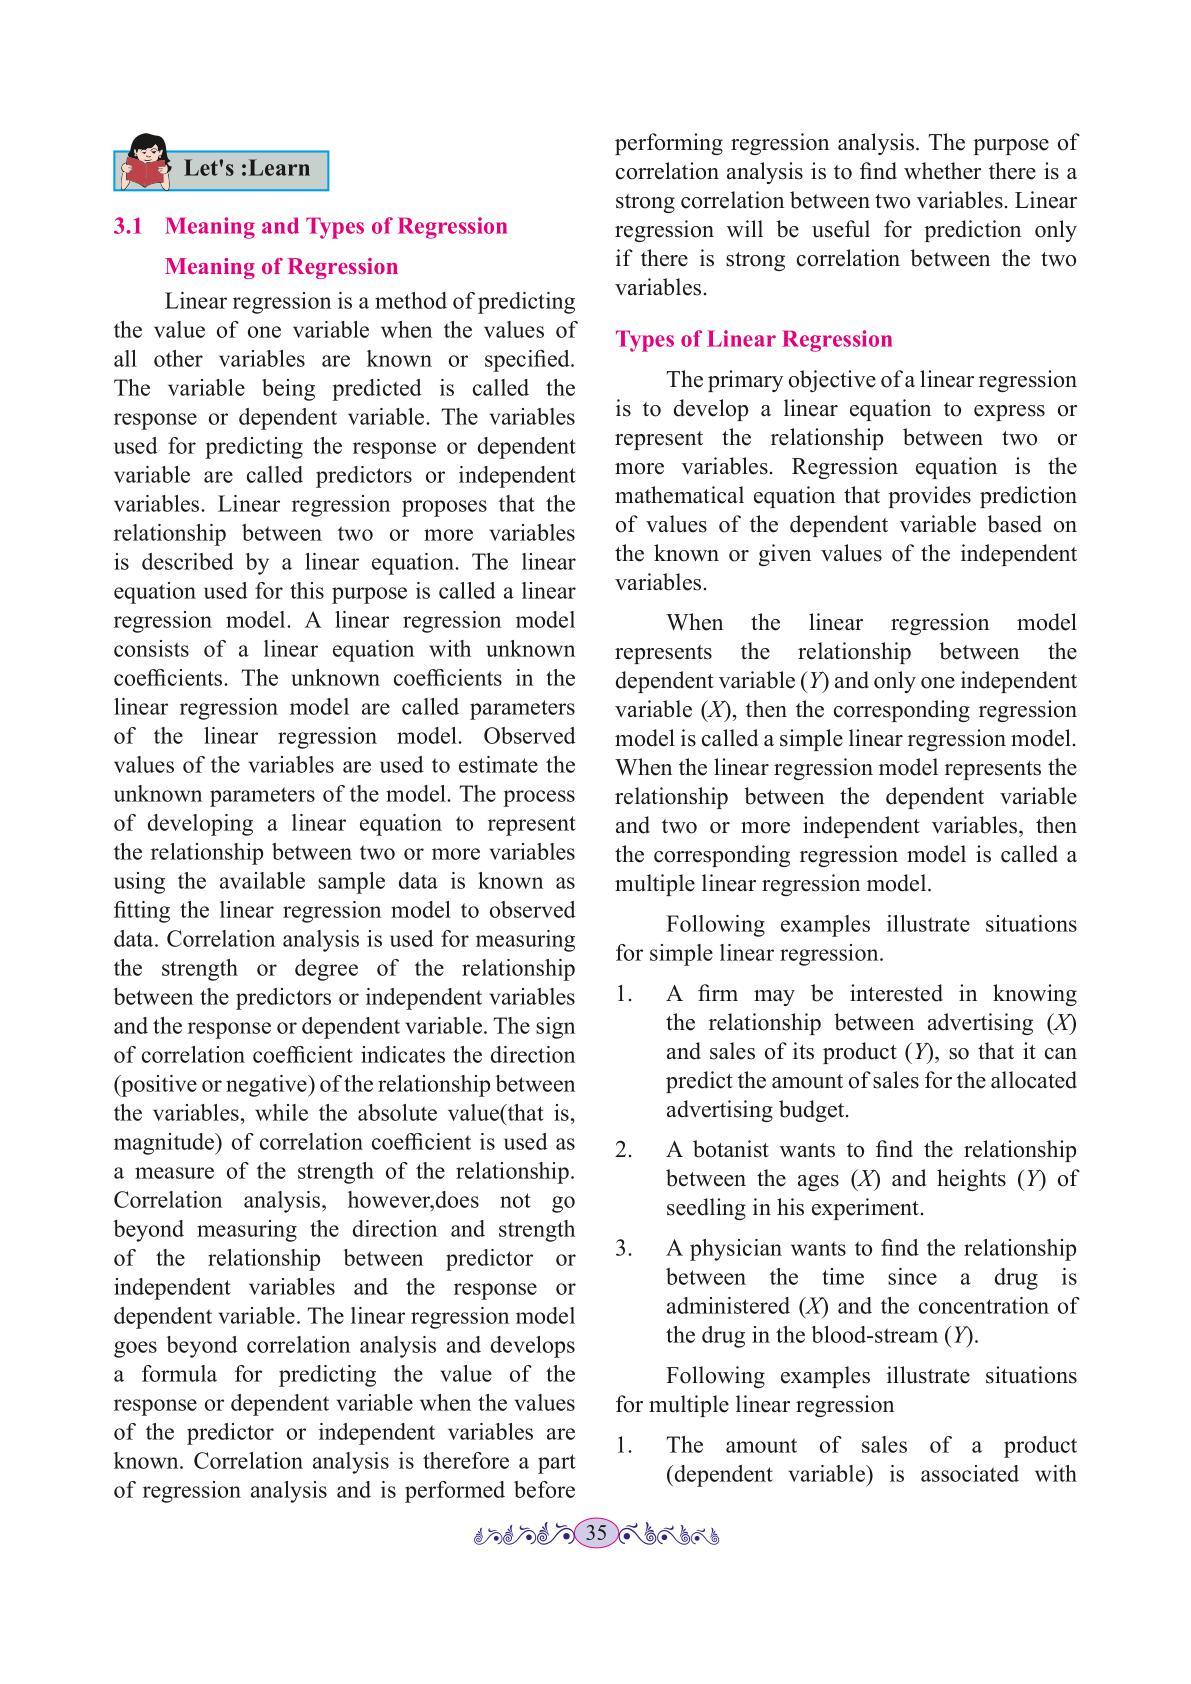 Let's :Learn
3.1 Meaning and Types of Regression
Meaning of Regression
Linear regression is a method of predicting
the value of one variable when the values of
all other variables are known or specified.
The variable being predicted is called the
response or dependent variable. The variables
used for predicting the response or dependent
variable are called predictors or independent
variables. Linear regression proposes that the
relationship between two or more variables
is described by a linear equation. The linear
equation used for this purpose is called a linear
regression model. A linear regression model
consists of a linear equation with unknown
coefficients. The unknown coefficients in the
linear regression model are called parameters
of the linear regression model. Observed
values of the variables are used to estimate the
unknown parameters of the model. The process
of developing a linear equation to represent
the relationship between two or more variables
using the available sample data is known as
fitting the linear regression model to observed
data. Correlation analysis is used for measuring
the strength or degree of the relationship
between the predictors or independent variables
and the response or dependent variable. The sign
of correlation coefficient indicates the direction
(positive or negative) of the relationship between
the variables, while the absolute value(that is,
magnitude) of correlation coefficient is used as
a measure of the strength of the relationship.
Correlation analysis, however,does not go
beyond measuring the direction and strength
of the relationship between predictor or
independent variables and the response or
dependent variable. The linear regression model
goes beyond correlation analysis and develops
a formula for predicting the value of the
response or dependent variable when the values
of the predictor or independent variables are
known. Correlation analysis is therefore a part
of regression analysis and is performed before
performing regression analysis. The purpose of
correlation analysis is to find whether there is a
strong correlation between two variables. Linear
regression will be useful for prediction only
if there is strong correlation between the two
variables.
Types of Linear Regression
The primary objective of a linear regression
is to develop a linear equation to express or
represent the relationship between two or
more variables. Regression equation is the
mathematical equation that provides prediction
of values of the dependent variable based on
the known or given values of the independent
variables.
When the linear regression model
represents the relationship between the
dependent variable (Y) and only one independent
variable (X), then the corresponding regression
model is called a simple linear regression model.
When the linear regression model represents the
relationship between the dependent variable
and two or more independent variables, then
the corresponding regression model is called a
multiple linear regression model.
Following examples illustrate situations
for simple linear regression.
1. A firm may be interested in knowing
the relationship between advertising (X)
and sales of its product (Y), so that it can
predict the amount of sales for the allocated
advertising budget.
2. A botanist wants to find the relationship
between the ages (X) and heights (Y) of
seedling in his experiment.
3. A physician wants to find the relationship
between the time since a drug is
administered (X) and the concentration of
the drug in the blood-stream (Y).
Following examples illustrate situations
for multiple linear regression
1. The amount of sales of a product
(dependent variable) is associated with
35